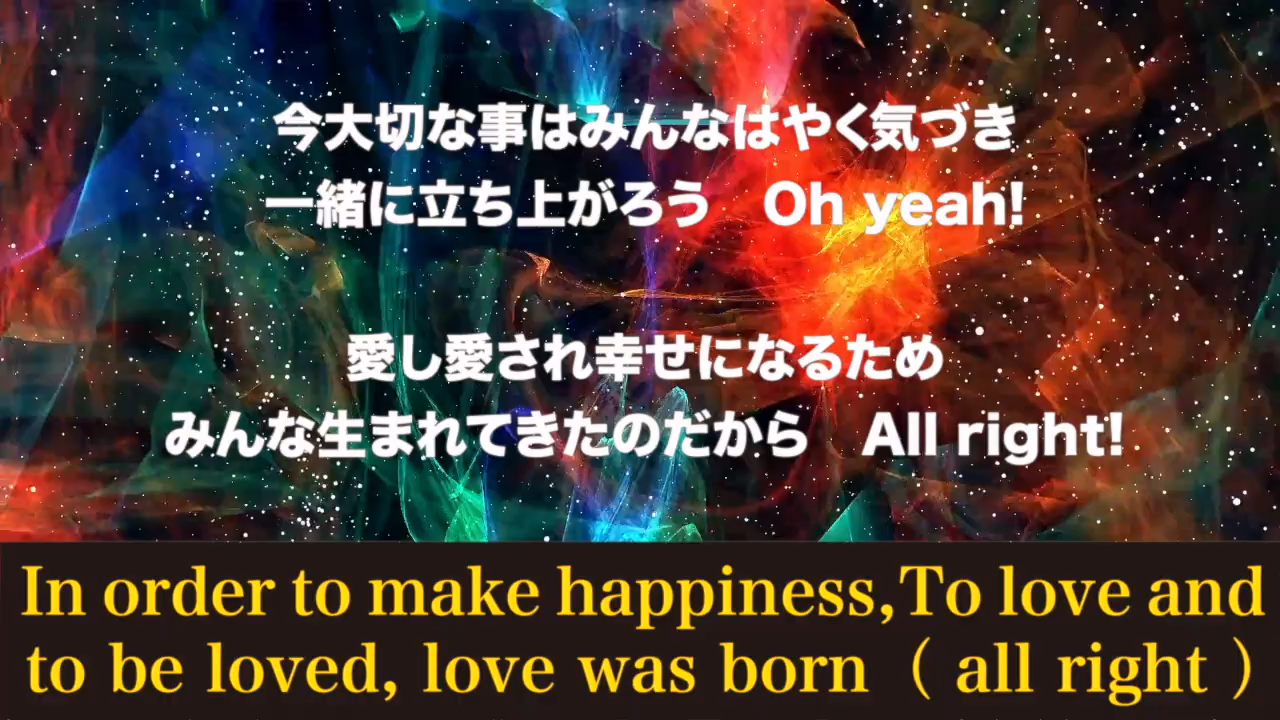 今大切な事はみんなはやく気づき
一緒に立ち上がろう　Oh yeah!
愛し愛され幸せになるため
みんな生まれてきたのだから　All right!
In order to make happiness,To love and
to be loved, love was born ( all right )